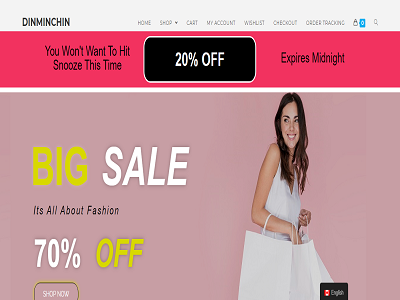 DINMINCHIN
HOME SHOP CART MY ACCOUNT WISHLIST CHECKOUT ORDER TRACKING
You Won't Want To Hit
Snooze This Time
20% OFF
Expires Midnight
BIG SALE
Its All About Fashion
70% OFF
SHOP NOW
English